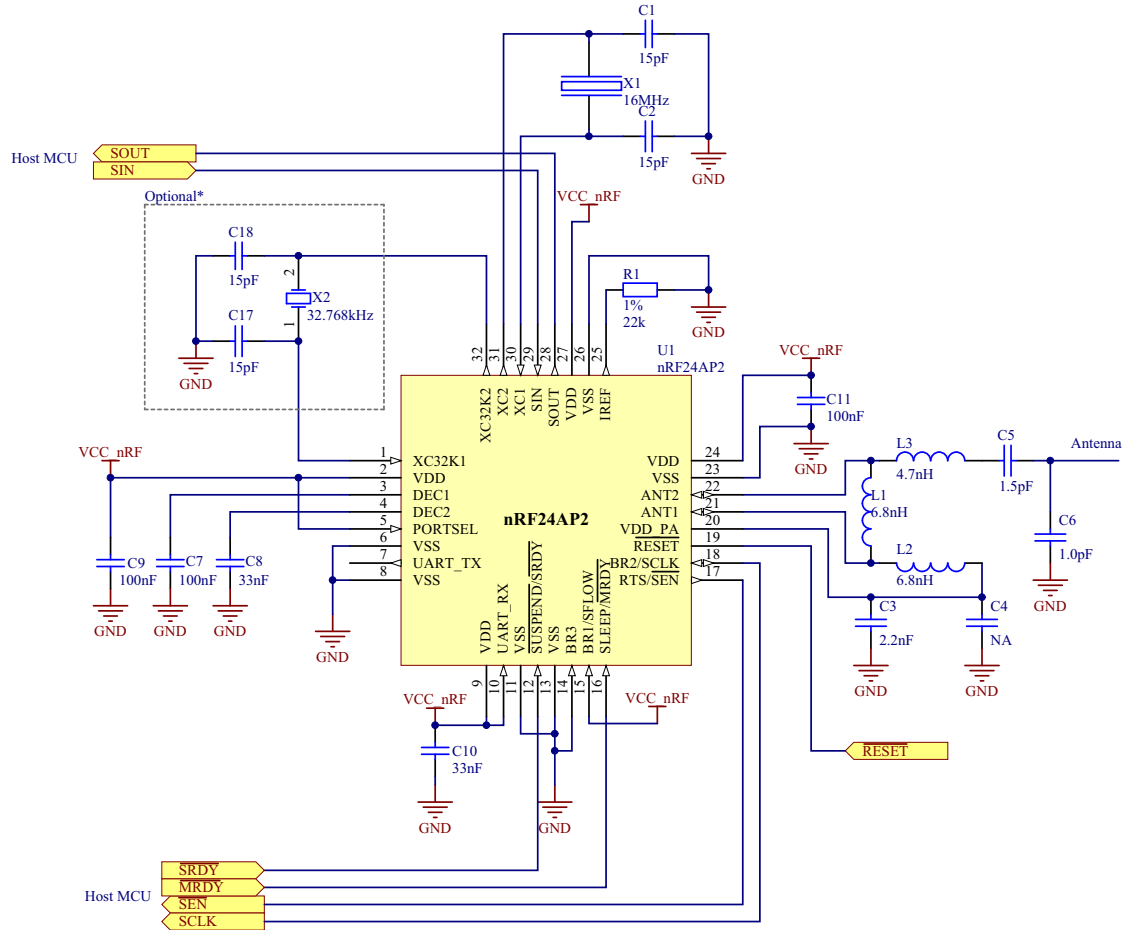 C1
15pF
X1
16MHz
C2
15pF
GND
Host MCU
SOUT
SIN
VCC_nRF
Optional*
C18
15pF
2
X2
32.768kHz
1
C17
15pF
GND
R1
1%
22k
GND
U1
nRF24AP2
32
31
30
29
28
27
26
25
XC32K2
XC2
XC1
SIN
SOUT
VDD
VSS
IREF
VCC_nRF
C11
100nF
GND
VCC_nRF
1 XC32K1
2 VDD
3 DEC1
4 DEC2
5 PORTSEL
6 VSS
7 UART_TX
8 VSS
nRF24AP2
VDD 24
VSS 23
ANT2 22
ANT1 21
VDD_PA 20
RESET 19
BR2/SCLK 18
RTS/SEN 17
L3
4.7nH
C5
1.5pF
Antenna
L1
6.8nH
L2
6.8nH
C6
1.0pF
GND
C3
2.2nF
GND
C4
NA
GND
C9
100nF
GND
C7
100nF
GND
C8
33nF
GND
GND
VDD
UART_RX
VSS
SUSPEND/SRDY
VSS
BR3
BR1/SFLOW
SLEEP/MRDY
9
10
11
12
13
14
15
16
VCC_nRF
C10
33nF
GND
GND
VCC_nRF
RESET
Host MCU
SRDY
MRDY
SEN
SCLK